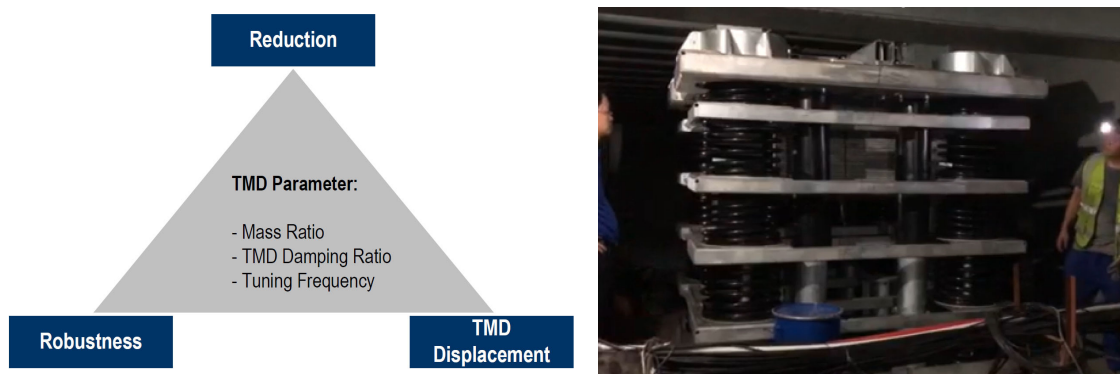 Reduction
TMD Parameter:
- Mass Ratio
- TMD Damping Ratio
- Tuning Frequency
Robustness
TMD
Displacement